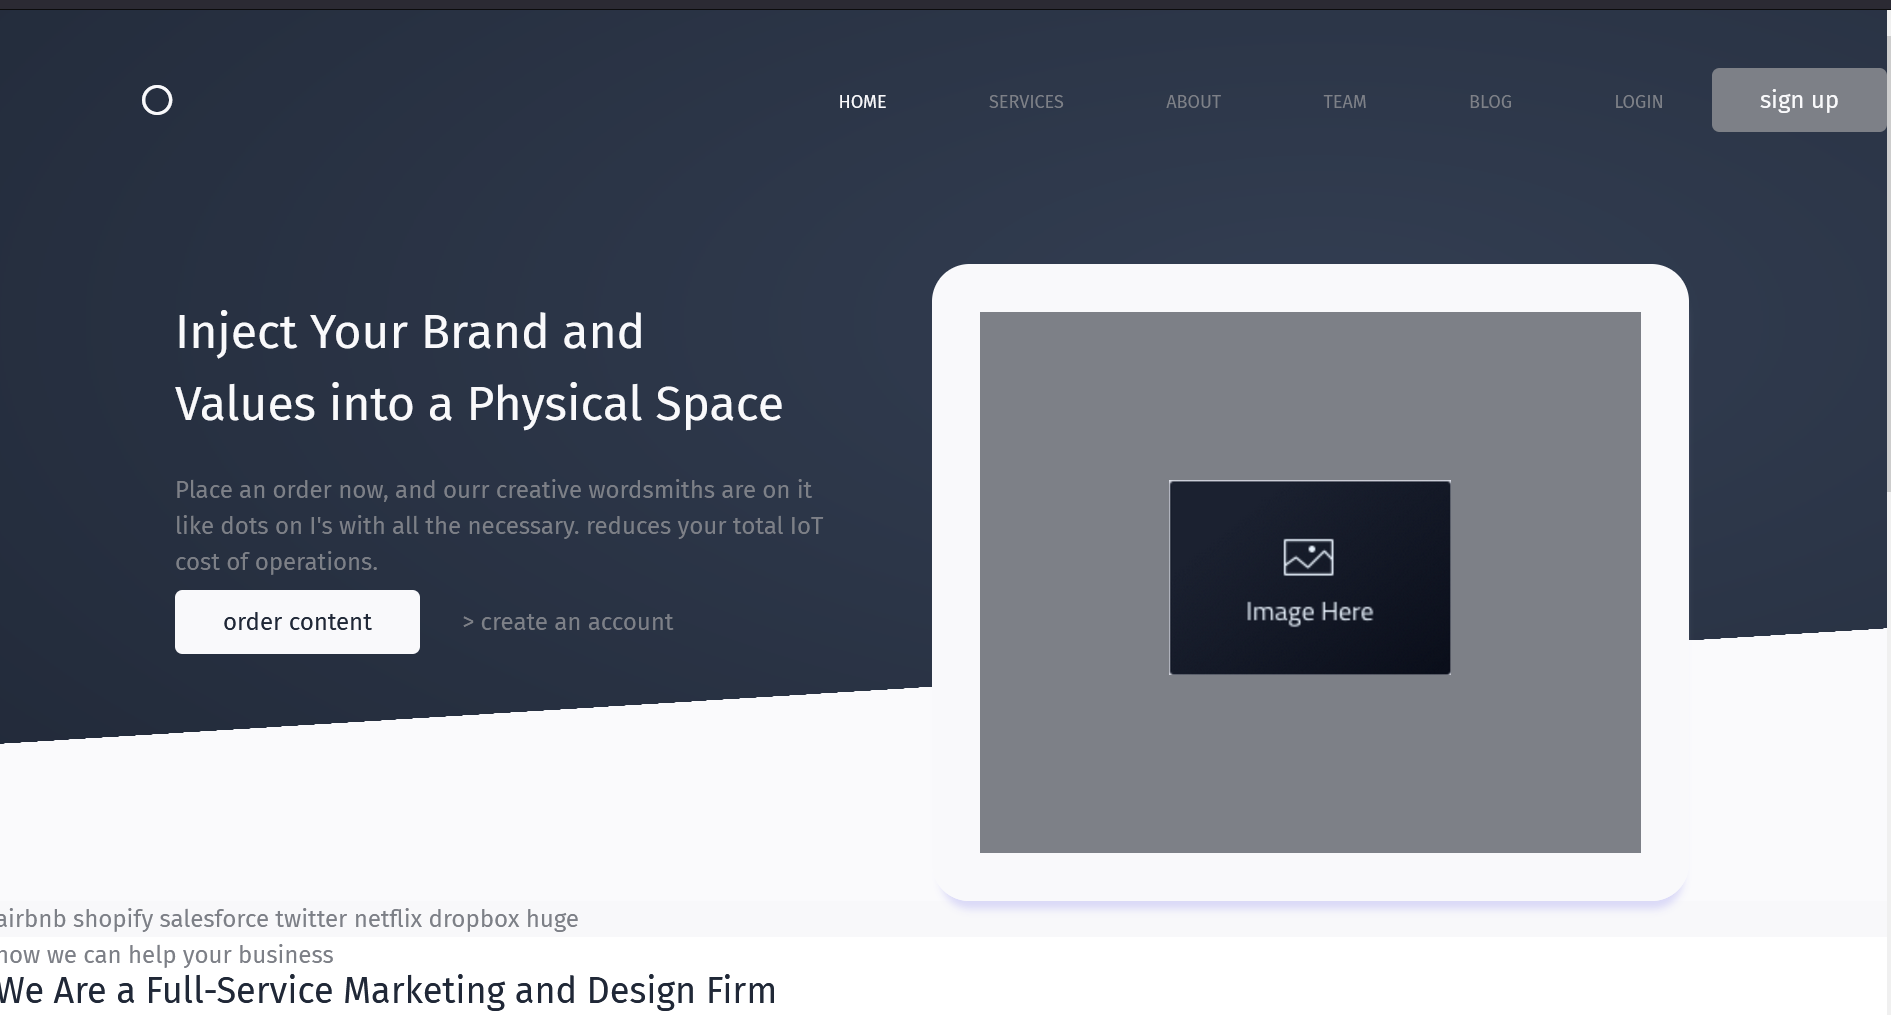 HOME SERVICES ABOUT TEAM BLOG LOGIN sign up
Inject Your Brand and
Values into a Physical Space
Place an order now, and ourr creative wordsmiths are on it
like dots on I's with all the necessary. reduces your total IoT
cost of operations.
order content > create an account
Image Here
airbnb shopify salesforce twitter netflix dropbox huge
how we can help your business
We Are a Full-Service Marketing and Design Firm